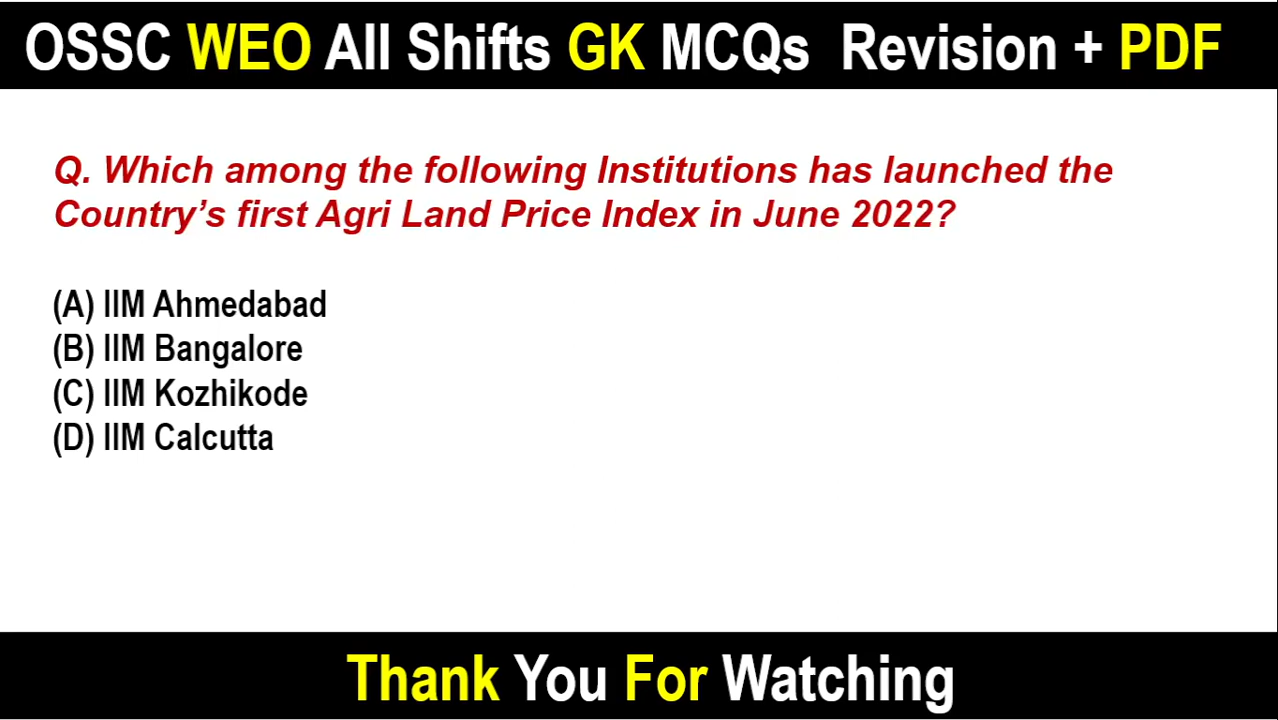 OSSC WEO All Shifts GK MCQs Revision + PDF
Q. Which among the following Institutions has launched the
Country’s first Agri Land Price Index in June 2022?
(A) IIM Ahmedabad
(B) IIM Bangalore
(C) IIM Kozhikode
(D) IIM Calcutta
Thank You For Watching